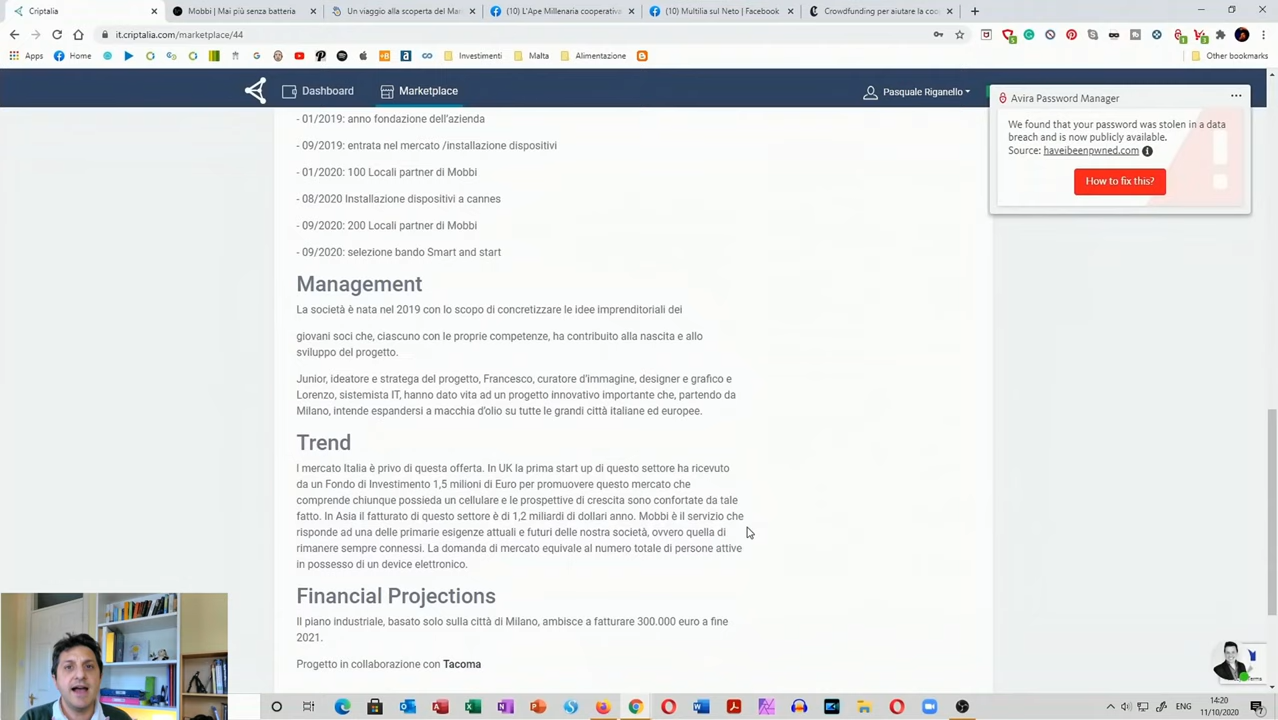 Criptalia
Mobbi | Mai più senza batteria
Un viaggio alla scoperta del Mar
(10) L'Ape Millenaria cooperativa
(10) Multilia sul Neto | Facebook
Crowdfunding per aiutare la coo
it.criptalia.com/marketplace/44
Apps
Home
Investimenti
Malta
Alimentazione
Other bookmarks
Dashboard
Marketplace
Pasquale Riganello
Avira Password Manager
We found that your password was stolen in a data
breach and is now publicly available.
Source: haveibeenpwned.com
How to fix this?
- 01/2019: anno fondazione dell'azienda
- 09/2019: entrata nel mercato /installazione dispositivi
- 01/2020: 100 Locali partner di Mobbi
- 08/2020 Installazione dispositivi a cannes
- 09/2020: 200 Locali partner di Mobbi
- 09/2020: selezione bando Smart and start
Management
La società è nata nel 2019 con lo scopo di concretizzare le idee imprenditoriali dei
giovani soci che, ciascuno con le proprie competenze, ha contribuito alla nascita e allo
sviluppo del progetto.
Junior, ideatore e stratega del progetto, Francesco, curatore d'immagine, designer e grafico e
Lorenzo, sistemista IT, hanno dato vita ad un progetto innovativo importante che, partendo da
Milano, intende espandersi a macchia d'olio su tutte le grandi città italiane ed europee.
Trend
l mercato Italia è privo di questa offerta. In UK la prima start up di questo settore ha ricevuto
da un Fondo di Investimento 1,5 milioni di Euro per promuovere questo mercato che
comprende chiunque possieda un cellulare e le prospettive di crescita sono confortate da tale
fatto. In Asia il fatturato di questo settore è di 1,2 miliardi di dollari anno. Mobbi è il servizio che
risponde ad una delle primarie esigenze attuali e futuri delle nostra società, ovvero quella di
rimanere sempre connessi. La domanda di mercato equivale al numero totale di persone attive
in possesso di un device elettronico.
Financial Projections
Il piano industriale, basato solo sulla città di Milano, ambisce a fatturare 300.000 euro a fine
2021.
Progetto in collaborazione con Tacoma
ENG
14:20
11/10/2020